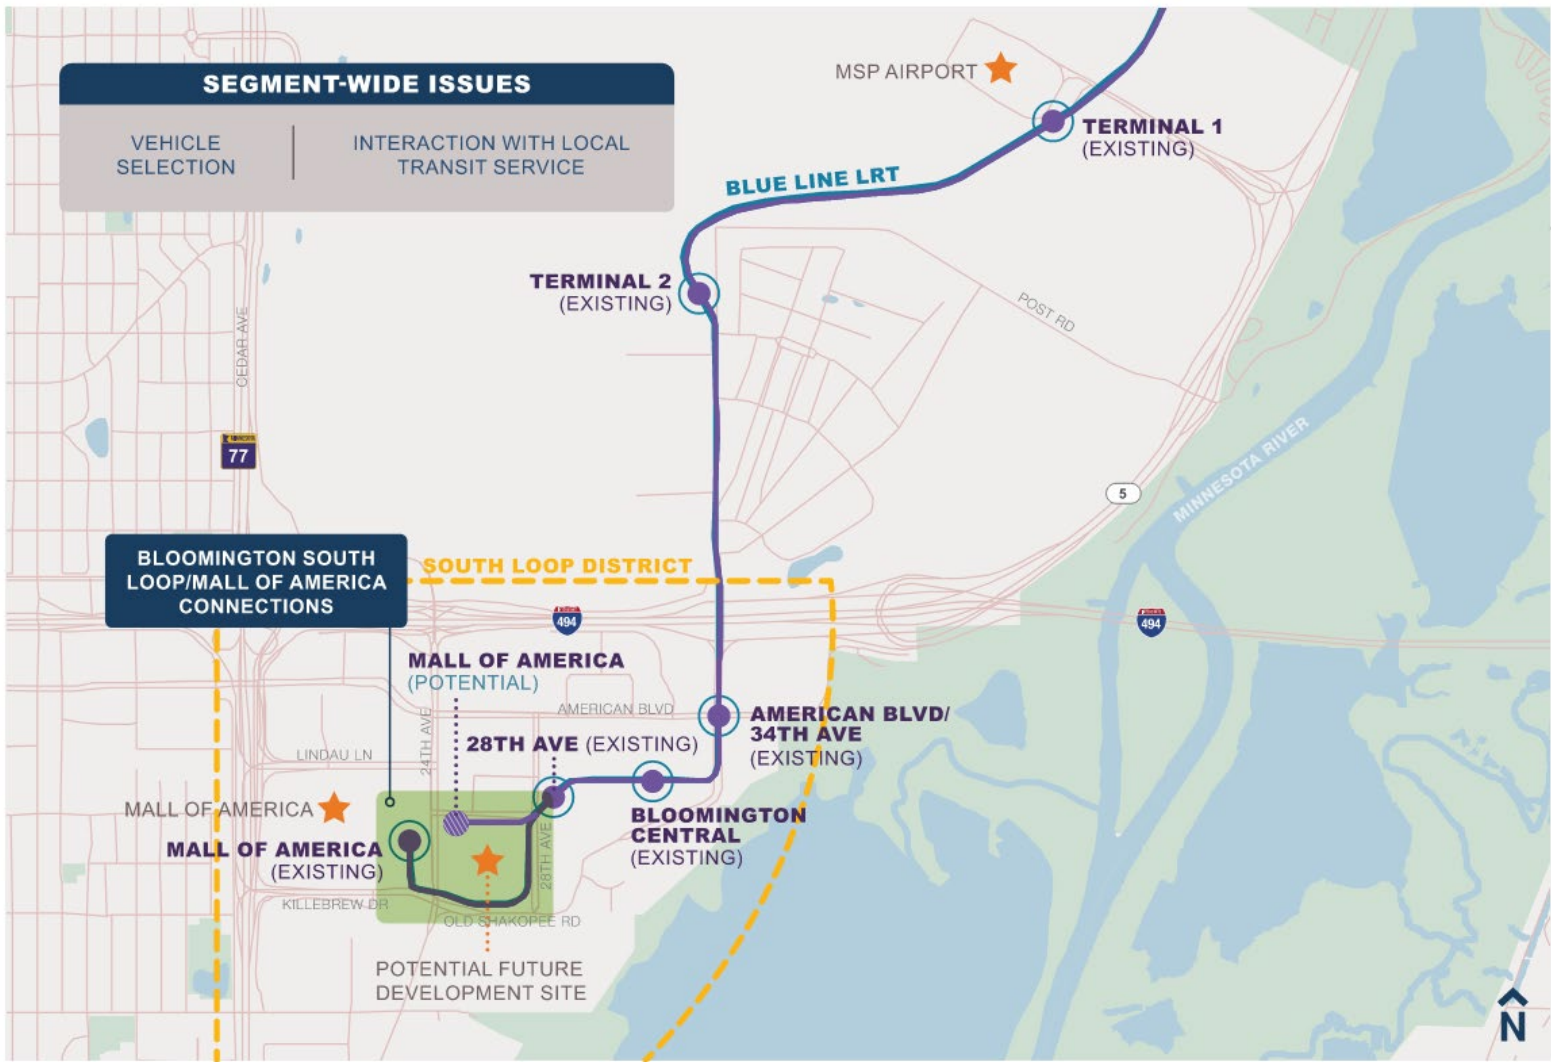 SEGMENT-WIDE ISSUES
VEHICLE
SELECTION
INTERACTION WITH LOCAL
TRANSIT SERVICE
MSP AIRPORT
TERMINAL 1
(EXISTING)
BLUE LINE LRT
TERMINAL 2
(EXISTING)
POST RD
CEDAR AVE
77
5
MINNESOTA RIVER
BLOOMINGTON SOUTH
LOOP/MALL OF AMERICA
CONNECTIONS
SOUTH LOOP DISTRICT
494
494
MALL OF AMERICA
(POTENTIAL)
AMERICAN BLVD
AMERICAN BLVD/
34TH AVE
(EXISTING)
24TH AVE
28TH AVE (EXISTING)
LINDAU LN
MALL OF AMERICA
BLOOMINGTON
CENTRAL
(EXISTING)
MALL OF AMERICA
(EXISTING)
28TH AVE
KILLEBREW DR
OLD SHAKOPEE RD
POTENTIAL FUTURE
DEVELOPMENT SITE
N